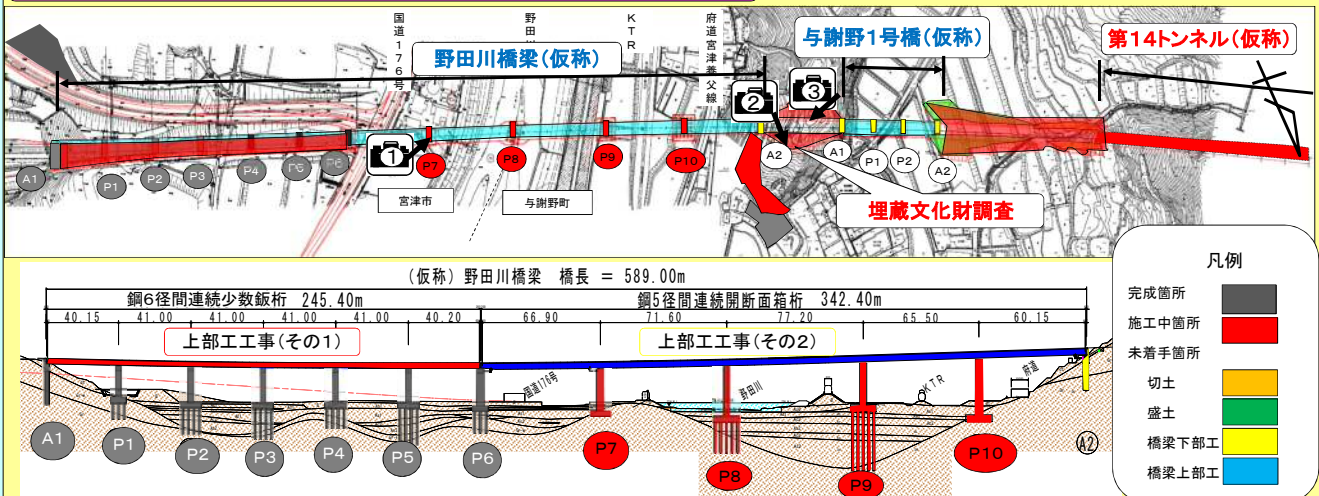 国道176号
野田
KTR
府道宮津養父線
野田川橋梁(仮称)
与謝野1号橋(仮称)
第14トンネル(仮称)
②
③
①
A1
P1
P2
P3
P4
P6
P7
P8
P9
P10
A2
A1
P1
P2
A2
宮津市
与謝野町
埋蔵文化財調査
(仮称) 野田川橋梁 橋長 = 589.00m
鋼6径間連続少数鈑桁 245.40m
鋼5径間連続開断面箱桁 342.40m
40.15
41.00
41.00
41.00
41.00
40.20
66.90
71.60
77.20
65.50
60.15
上部工工事(その1)
上部工工事(その2)
国道176号
野田川
KTR
府道
A1
P1
P2
P3
P4
P5
P6
P7
P8
P9
P10
A2
凡例
完成箇所
施工中箇所
未着手箇所
切土
盛土
橋梁下部工
橋梁上部工